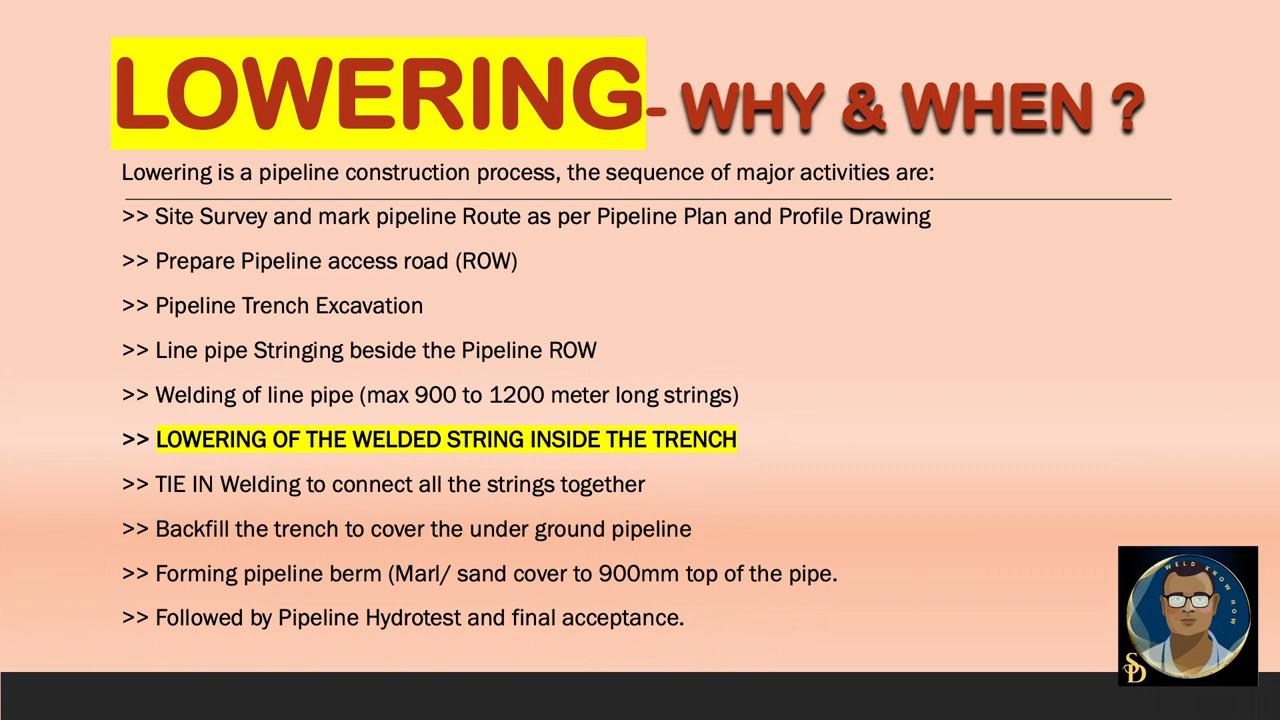 LOWERING- WHY & WHEN ?
Lowering is a pipeline construction process, the sequence of major activities are:
>> Site Survey and mark pipeline Route as per Pipeline Plan and Profile Drawing
>> Prepare Pipeline access road (ROW)
>> Pipeline Trench Excavation
>> Line pipe Stringing beside the Pipeline ROW
>> Welding of line pipe (max 900 to 1200 meter long strings)
>> LOWERING OF THE WELDED STRING INSIDE THE TRENCH
>> TIE IN Welding to connect all the strings together
>> Backfill the trench to cover the under ground pipeline
>> Forming pipeline berm (Marl/ sand cover to 900mm top of the pipe.
>> Followed by Pipeline Hydrotest and final acceptance.
WELD KNOW HOW
SD